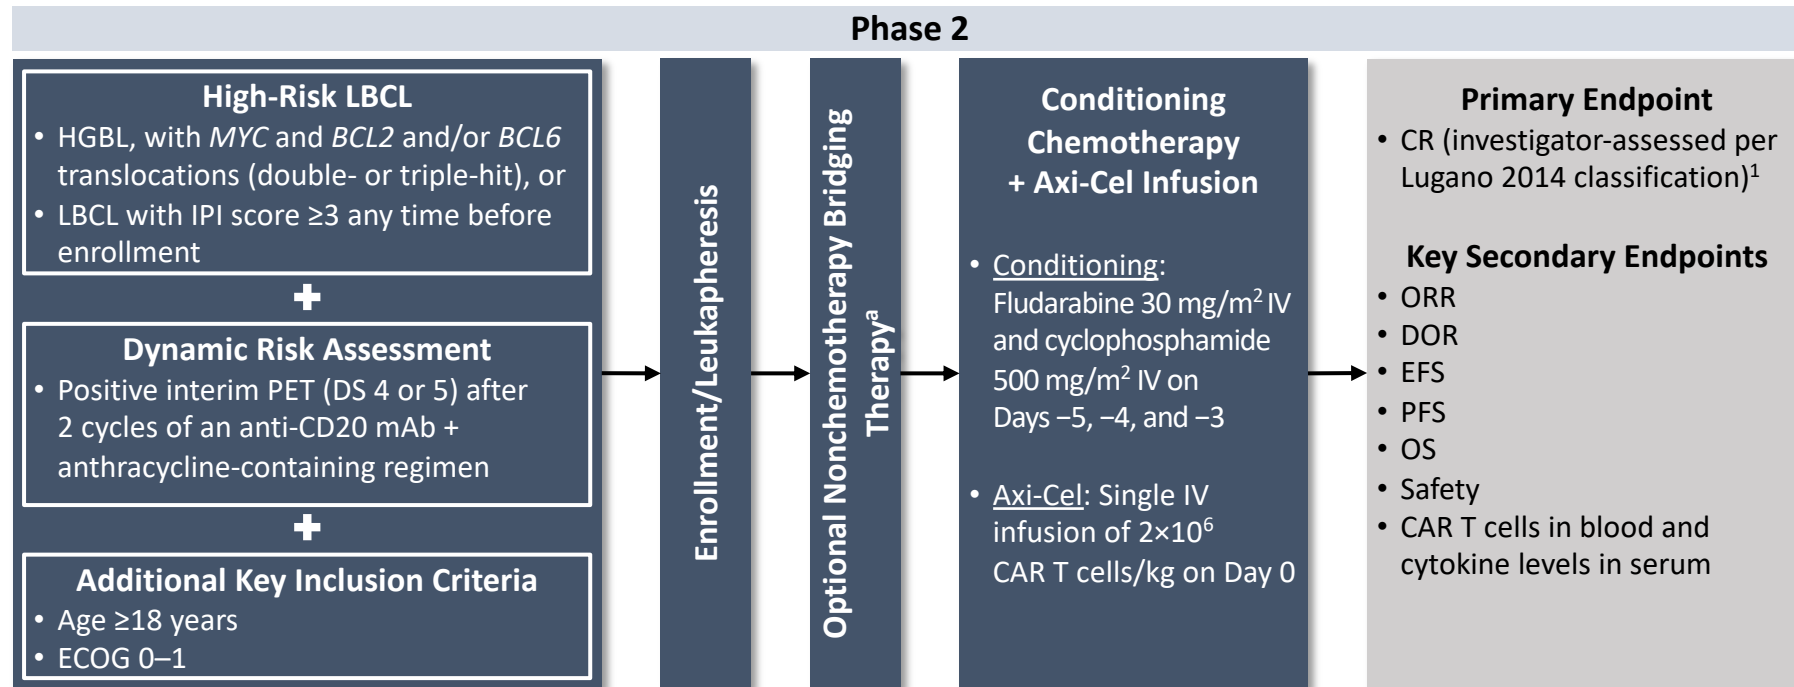 Phase 2
High-Risk LBCL
• HGBL, with MYC and BCL2 and/or BCL6
translocations (double- or triple-hit), or
• LBCL with IPI score ≥3 any time before
enrollment
+
Dynamic Risk Assessment
• Positive interim PET (DS 4 or 5) after
2 cycles of an anti-CD20 mAb +
anthracycline-containing regimen
+
Additional Key Inclusion Criteria
• Age ≥18 years
• ECOG 0–1
Enrollment/Leukapheresis
Optional Nonchemotherapy Bridging
Therapyᵃ
Conditioning
Chemotherapy
+ Axi-Cel Infusion
• Conditioning:
Fludarabine 30 mg/m² IV
and cyclophosphamide
500 mg/m² IV on
Days −5, −4, and −3
• Axi-Cel: Single IV
infusion of 2×10⁶
CAR T cells/kg on Day 0
Primary Endpoint
• CR (investigator-assessed per
Lugano 2014 classification)¹
Key Secondary Endpoints
• ORR
• DOR
• EFS
• PFS
• OS
• Safety
• CAR T cells in blood and
cytokine levels in serum